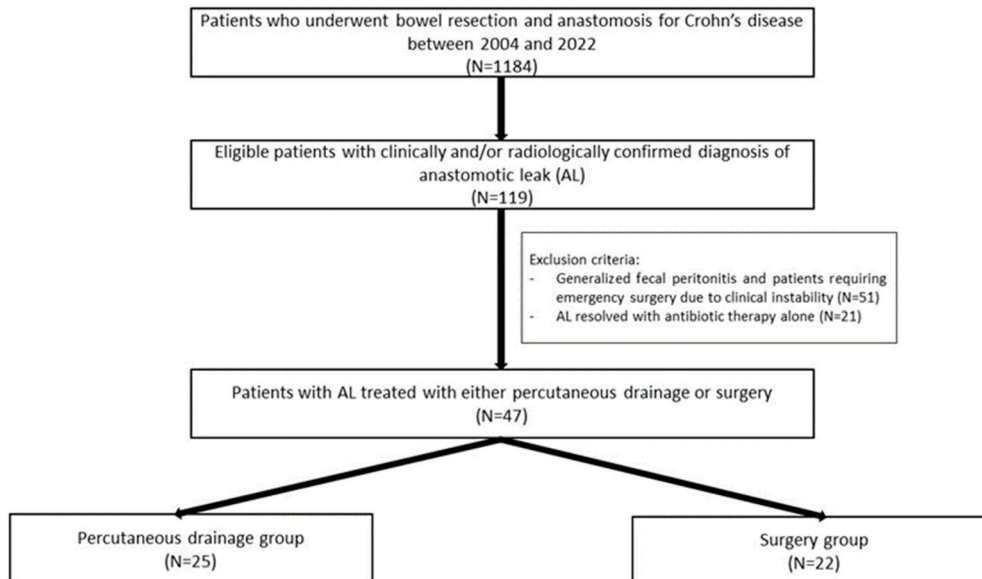 Patients who underwent bowel resection and anastomosis for Crohn's disease
between 2004 and 2022
(N=1184)
Eligible patients with clinically and/or radiologically confirmed diagnosis of
anastomotic leak (AL)
(N=119)
Exclusion criteria:
- Generalized fecal peritonitis and patients requiring
emergency surgery due to clinical instability (N=51)
- AL resolved with antibiotic therapy alone (N=21)
Patients with AL treated with either percutaneous drainage or surgery
(N=47)
Percutaneous drainage group
(N=25)
Surgery group
(N=22)